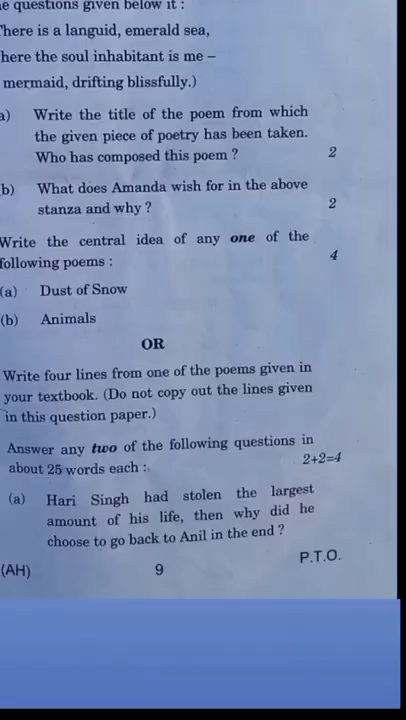 e questions given below it :
There is a languid, emerald sea,
here the soul inhabitant is me –
mermaid, drifting blissfully.)
a) Write the title of the poem from which
the given piece of poetry has been taken.
Who has composed this poem ? 2
b) What does Amanda wish for in the above
stanza and why ? 2
Write the central idea of any one of the
following poems : 4
(a) Dust of Snow
(b) Animals
OR
Write four lines from one of the poems given in
your textbook. (Do not copy out the lines given
in this question paper.)
Answer any two of the following questions in
about 25 words each : 2+2=4
(a) Hari Singh had stolen the largest
amount of his life, then why did he
choose to go back to Anil in the end ?
(AH) 9 P.T.O.